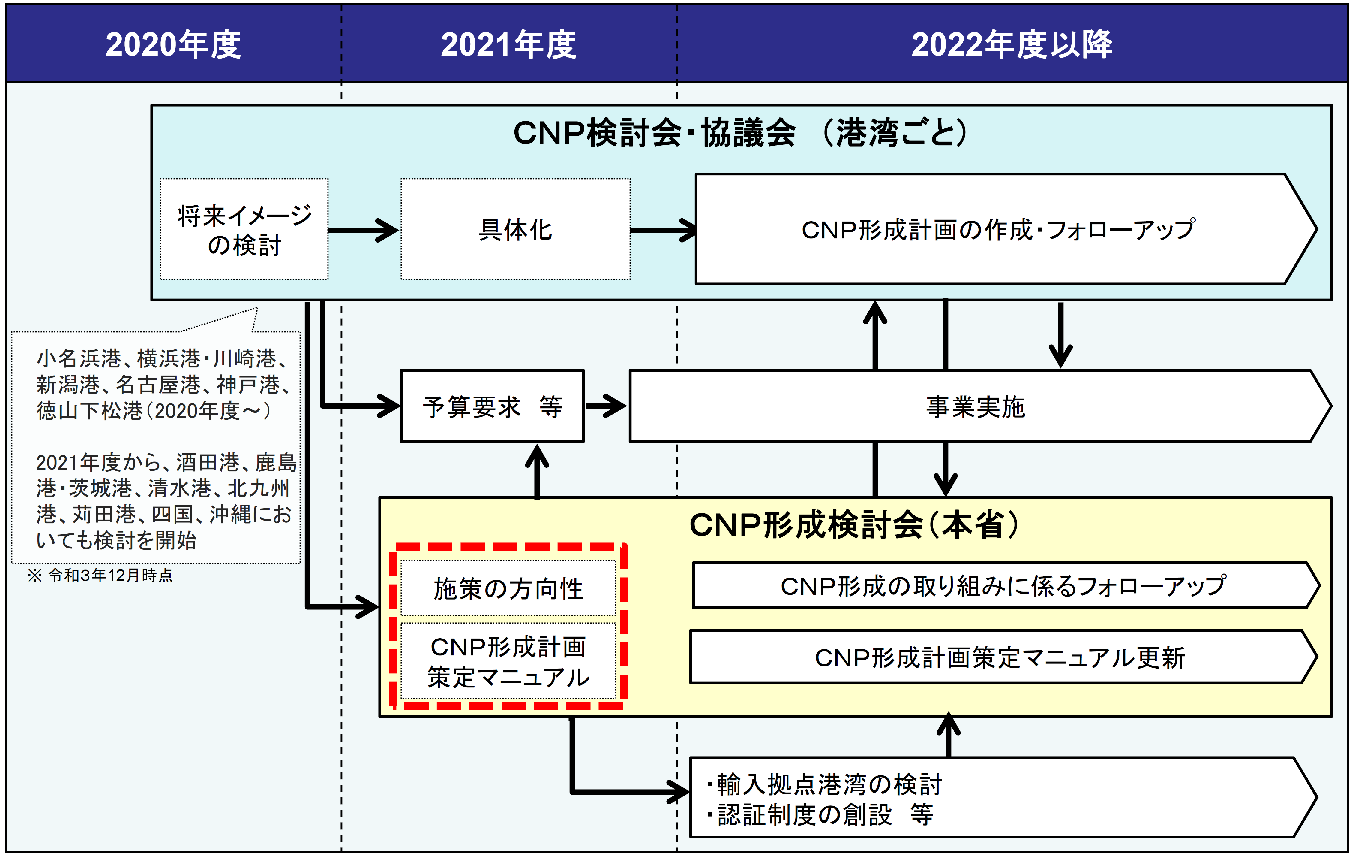 2020年度
2021年度
2022年度以降
CNP検討会・協議会　（港湾ごと）
将来イメージ
の検討
具体化
CNP形成計画の作成・フォローアップ
小名浜港、横浜港・川崎港、
新潟港、名古屋港、神戸港、
徳山下松港（2020年度～）
2021年度から、酒田港、鹿島
港・茨城港、清水港、北九州
港、苅田港、四国、沖縄にお
いても検討を開始
※ 令和3年12月時点
予算要求　等
事業実施
CNP形成検討会（本省）
施策の方向性
CNP形成計画
策定マニュアル
CNP形成の取り組みに係るフォローアップ
CNP形成計画策定マニュアル更新
・輸入拠点港湾の検討
・認証制度の創設　等